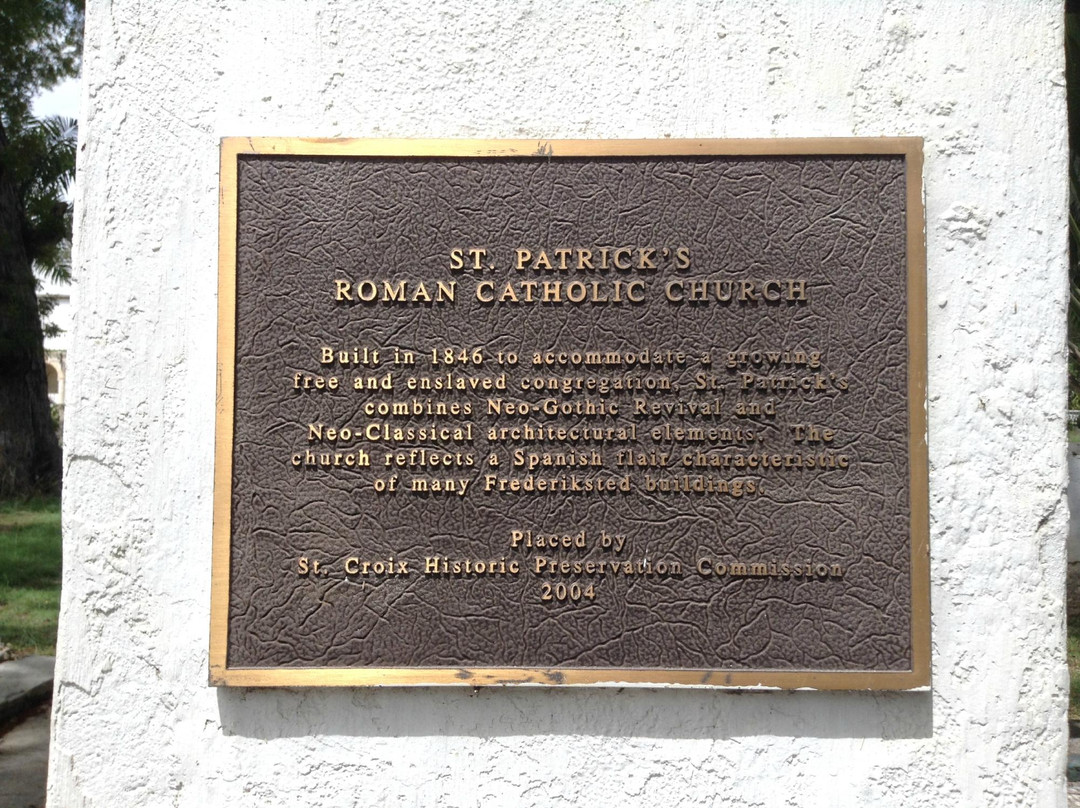 ST. PATRICK'S
ROMAN CATHOLIC CHURCH
Built in 1846 to accommodate a growing
free and enslaved congregation, St. Patrick's
combines Neo-Gothic Revival and
Neo-Classical architectural elements. The
church reflects a Spanish flair characteristic
of many Frederiksted buildings.
Placed by
St. Croix Historic Preservation Commission
2004